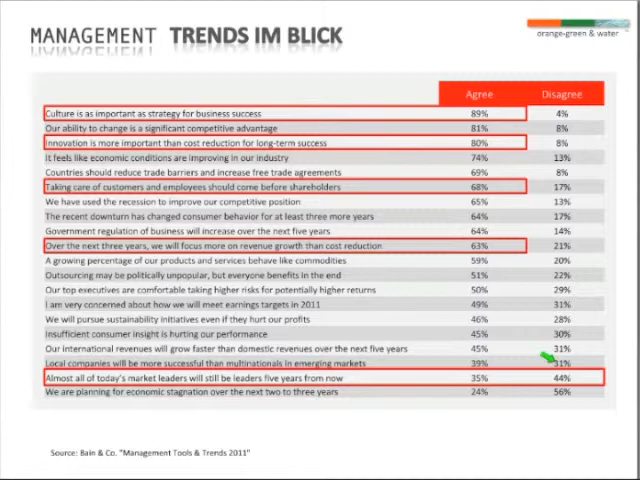 MANAGEMENT TRENDS IM BLICK
orange-green & water
Agree Disagree
Culture is as important as strategy for business success 89% 4%
Our ability to change is a significant competitive advantage 81% 8%
Innovation is more important than cost reduction for long-term success 80% 8%
It feels like economic conditions are improving in our industry 74% 13%
Countries should reduce trade barriers and increase free trade agreements 69% 8%
Taking care of customers and employees should come before shareholders 68% 17%
We have used the recession to improve our competitive position 65% 13%
The recent downturn has changed consumer behavior for at least three more years 64% 17%
Government regulation of business will increase over the next five years 64% 14%
Over the next three years, we will focus more on revenue growth than cost reduction 63% 21%
A growing percentage of our products and services behave like commodities 59% 20%
Outsourcing may be politically unpopular, but everyone benefits in the end 51% 22%
Our top executives are comfortable taking higher risks for potentially higher returns 50% 29%
I am very concerned about how we will meet earnings targets in 2011 49% 31%
We will pursue sustainability initiatives even if they hurt our profits 46% 28%
Insufficient consumer insight is hurting our performance 45% 30%
Our international revenues will grow faster than domestic revenues over the next five years 45% 31%
Local companies will be more successful than multinationals in emerging markets 39% 31%
Almost all of today's market leaders will still be leaders five years from now 35% 44%
We are planning for economic stagnation over the next two to three years 24% 56%
Source: Bain & Co. "Management Tools & Trends 2011"